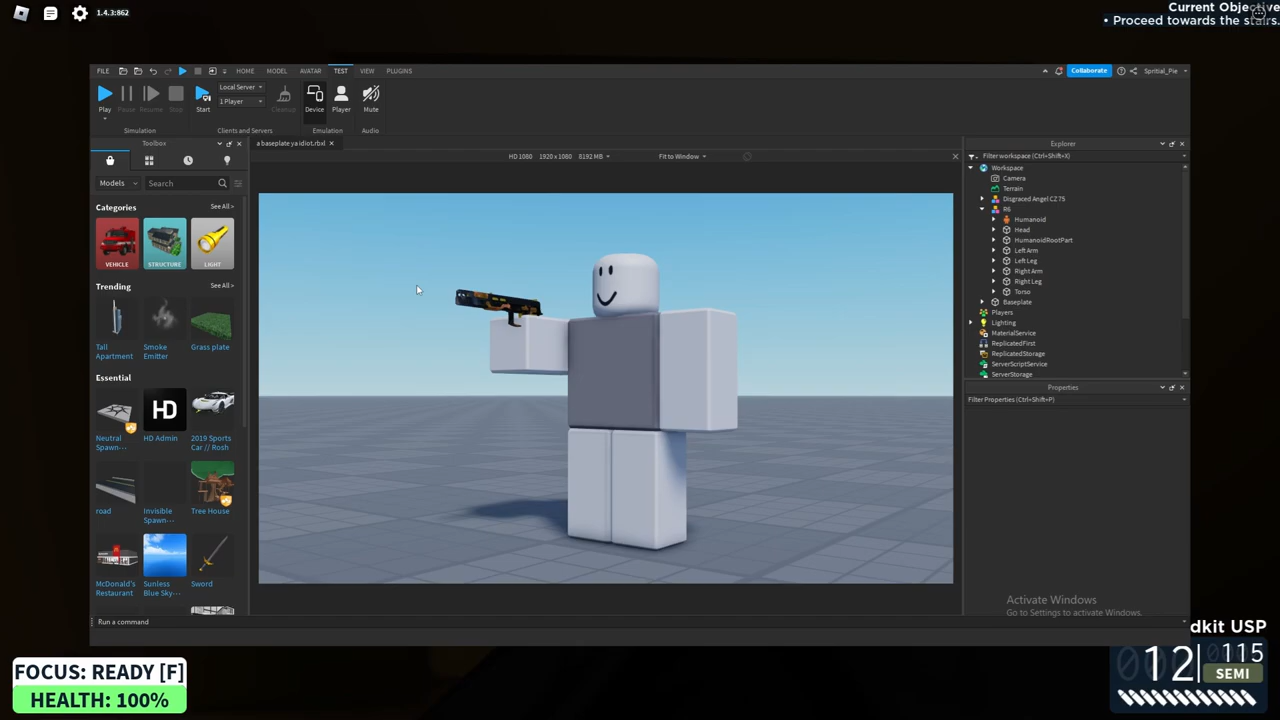 1.4.3:862
Current Objective
• Proceed towards the stairs.
FILE HOME MODEL AVATAR TEST VIEW PLUGINS
Collaborate Spritial_Pie
Local Server
1 Player
Play Pause Resume Stop Start Cleanup Device Player Mute
Simulation Clients and Servers Emulation Audio
Toolbox
a baseplate ya idiot.rbxl
HD 1080 1920 x 1080 8192 MB Fit to Window
Explorer
Filter workspace (Ctrl+Shift+X)
Models Search
Workspace
Camera
Terrain
Disgraced Angel CZ 75
R6
Humanoid
Head
HumanoidRootPart
Left Arm
Left Leg
Right Arm
Right Leg
Torso
Baseplate
Players
Lighting
MaterialService
ReplicatedFirst
ReplicatedStorage
ServerScriptService
ServerStorage
Categories See All >
VEHICLE STRUCTURE LIGHT
Trending See All >
Tall Apartment
Smoke Emitter
Grass plate
Essential
HD
Neutral Spawn...
HD Admin
2019 Sports Car // Rosh
road
Invisible Spawn...
Tree House
McDonald's Restaurant
Sunless Blue Sky...
Sword
Properties
Filter Properties (Ctrl+Shift+P)
Activate Windows
Go to Settings to activate Windows.
Run a command
dkit USP
12 115
SEMI
FOCUS: READY [F]
HEALTH: 100%